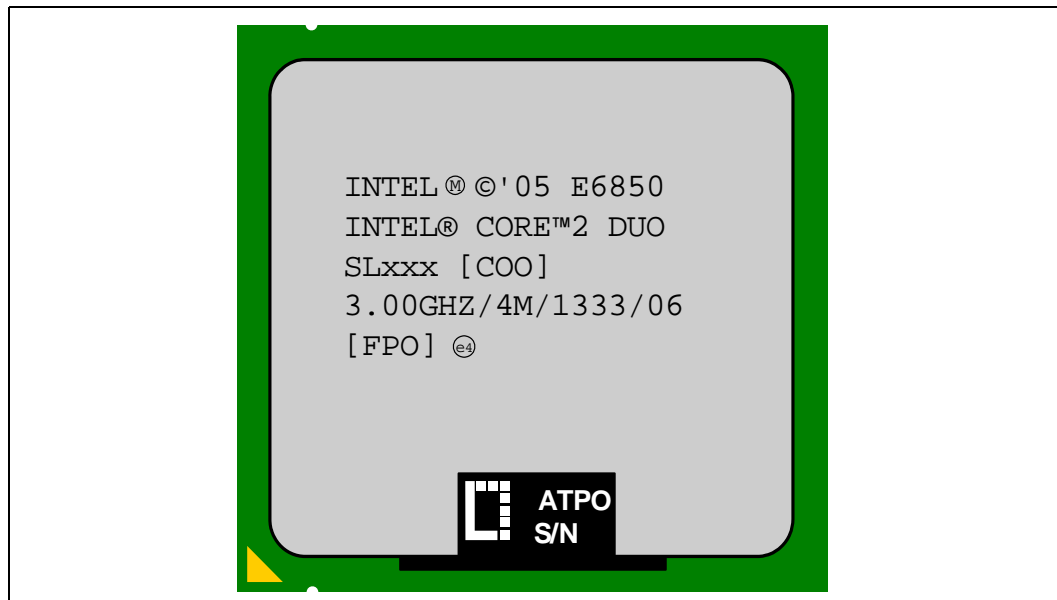 INTEL Ⓜ ©'05 E6850
INTEL® CORE™2 DUO
SLxxx [COO]
3.00GHZ/4M/1333/06
[FPO] e4
ATPO
S/N